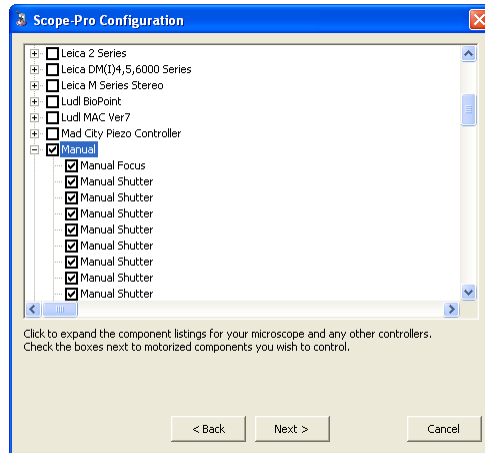 Scope-Pro Configuration
Leica 2 Series
Leica DM(I)4,5,6000 Series
Leica M Series Stereo
Ludl BioPoint
Ludl MAC Ver7
Mad City Piezo Controller
Manual
Manual Focus
Manual Shutter
Manual Shutter
Manual Shutter
Manual Shutter
Manual Shutter
Manual Shutter
Manual Shutter
Manual Shutter
Click to expand the component listings for your microscope and any other controllers.
Check the boxes next to motorized components you wish to control.
< Back Next > Cancel